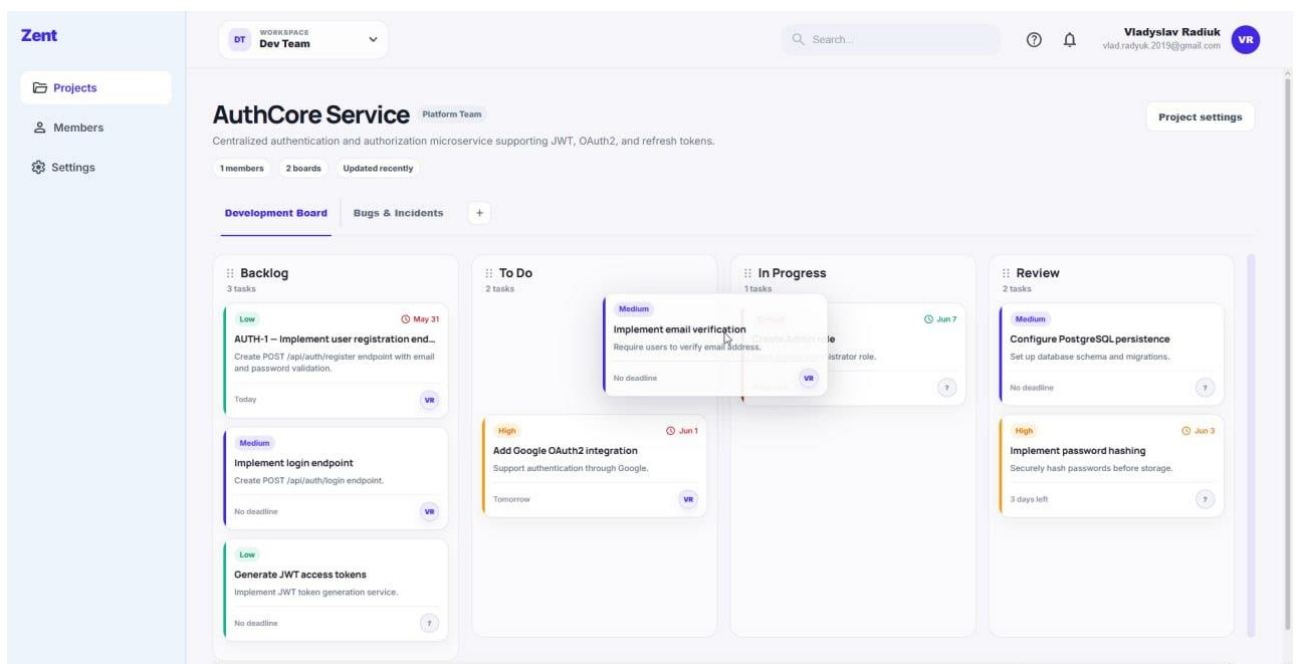 Zent
DT
WORKSPACE
Dev Team
Search...
Vladyslav Radiuk
vlad.radyuk.2019@gmail.com
VR
Projects
Members
Settings
AuthCore Service
Platform Team
Project settings
Centralized authentication and authorization microservice supporting JWT, OAuth2, and refresh tokens.
1 members
2 boards
Updated recently
Development Board
Bugs & Incidents
+
Backlog
3 tasks
Low
May 31
AUTH-1 – Implement user registration end...
Create POST /api/auth/register endpoint with email
and password validation.
Today
VR
Medium
Implement login endpoint
Create POST /api/auth/login endpoint.
No deadline
VR
Low
Generate JWT access tokens
Implement JWT token generation service.
No deadline
?
To Do
2 tasks
Medium
Implement email verification
Require users to verify email address.
No deadline
VR
High
Jun 1
Add Google OAuth2 integration
Support authentication through Google.
Tomorrow
VR
In Progress
1 tasks
Jun 7
role.
?
Review
2 tasks
Medium
Configure PostgreSQL persistence
Set up database schema and migrations.
No deadline
?
High
Jun 3
Implement password hashing
Securely hash passwords before storage.
3 days left
?